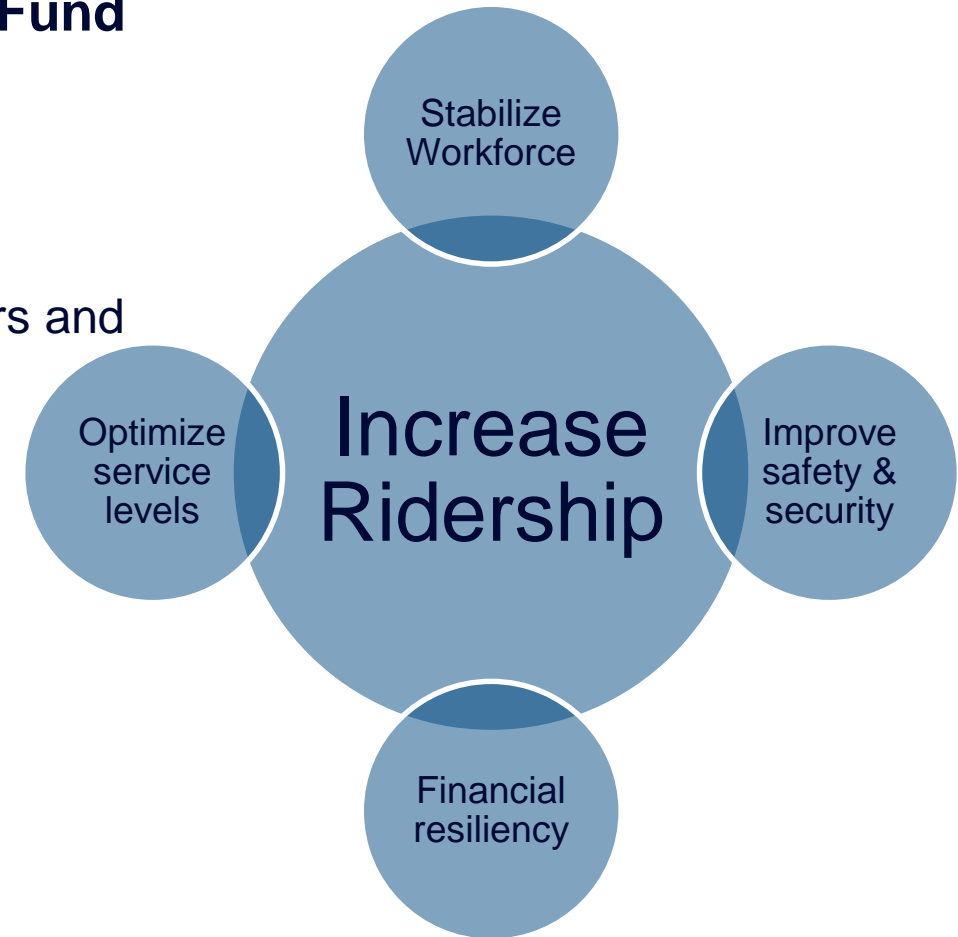 Fund
Stabilize
Workforce
rs and
Optimize
service
levels
Increase
Ridership
Improve
safety &
security
Financial
resiliency